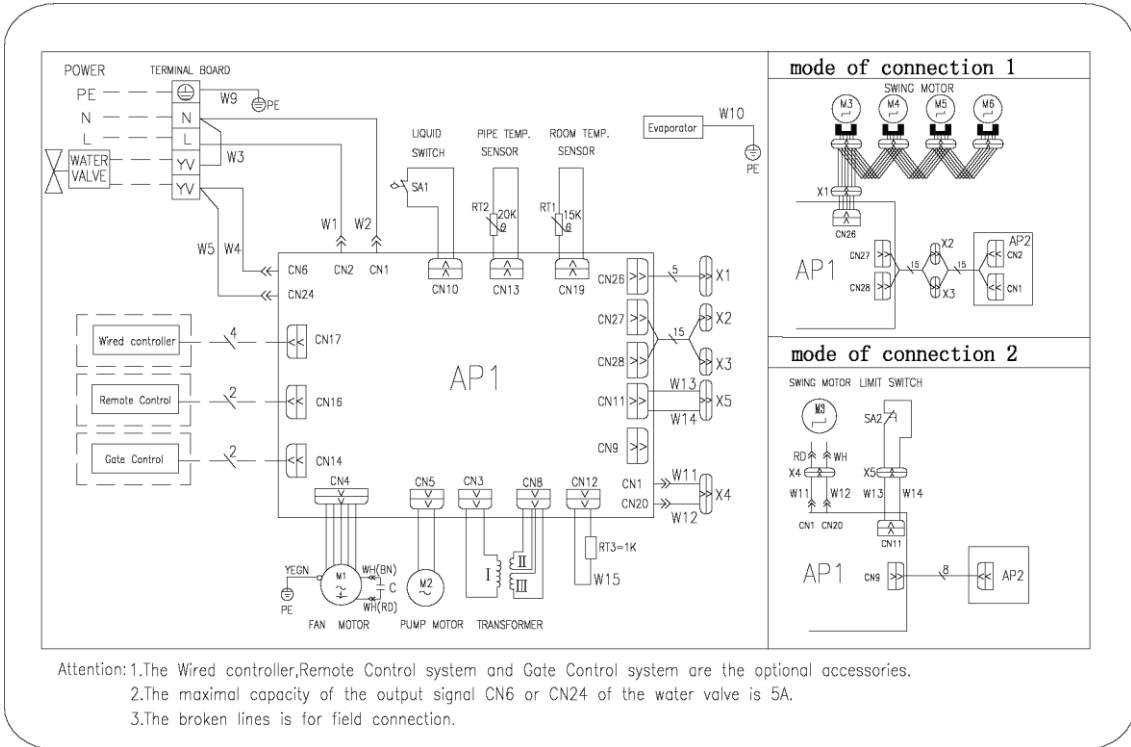 POWER
TERMINAL BOARD
PE
W9
PE
N
L
W3
WATER
VALVE
YV
YV
N
L
W5
W4
W1
W2
LIQUID
SWITCH
SA1
PIPE TEMP.
SENSOR
RT2
20K
θ
ROOM TEMP.
SENSOR
RT1
15K
θ
Evaporator
W10
PE
CN6
CN2
CN1
CN24
CN10
CN13
CN19
CN26
5
X1
CN27
15
X2
CN28
X3
Wired controller
4
CN17
AP1
W13
CN11
X5
W14
Remote Control
2
CN16
CN9
Gate Control
2
CN14
CN4
CN5
CN3
CN8
CN12
CN1
W11
X4
CN20
W12
RT3=1K
W15
YEGN
PE
M1
~
WH(BN)
C
WH(RD)
M2
~
I
II
III
FAN MOTOR
PUMP MOTOR
TRANSFORMER
mode of connection 1
SWING MOTOR
M3
M4
M5
M6
X1
CN26
AP1
CN27
CN28
15
X2
X3
15
AP2
CN2
CN1
mode of connection 2
SWING MOTOR
LIMIT SWITCH
M3
SA2
RD
WH
X4
X5
W11
W12
W13
W14
CN1
CN20
CN11
AP1
CN9
8
AP2
Attention: 1.The Wired controller,Remote Control system and Gate Control system are the optional accessories.
2.The maximal capacity of the output signal CN6 or CN24 of the water valve is 5A.
3.The broken lines is for field connection.